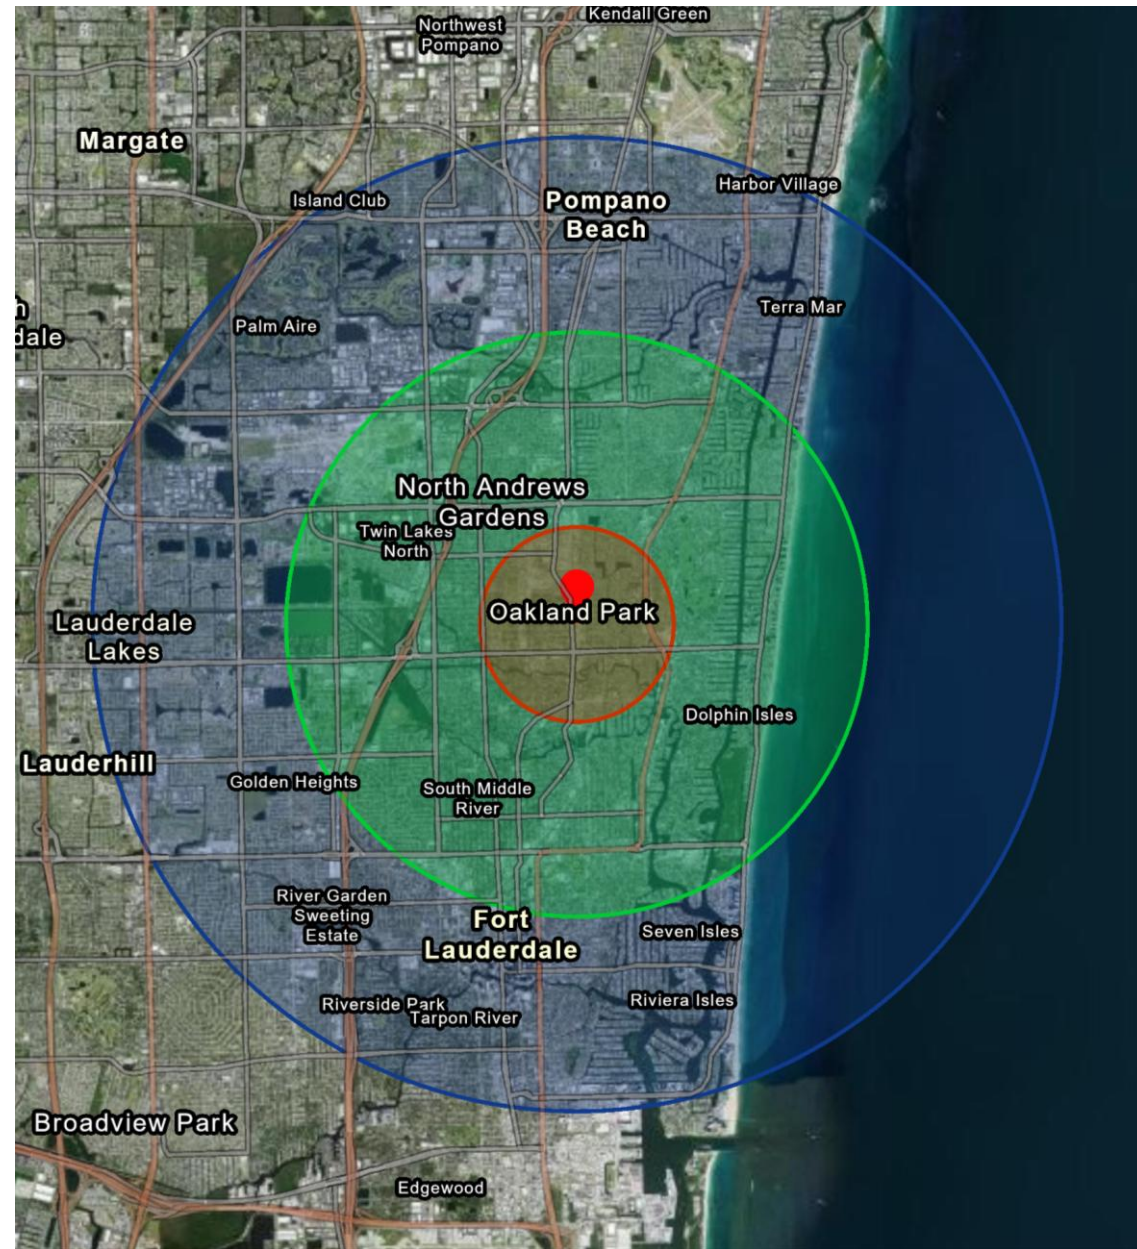 Kendall Green
Northwest
Pompano
Margate
Harbor Village
Island Club
Pompano
Beach
h
dale
Terra Mar
Palm Aire
North Andrews
Gardens
Twin Lakes
North
Oakland Park
Lauderdale
Lakes
Dolphin Isles
Lauderhill
Golden Heights
South Middle
River
River Garden
Sweeting
Estate
Fort
Lauderdale
Seven Isles
Riverside Park
Tarpon River
Riviera Isles
Broadview Park
Edgewood